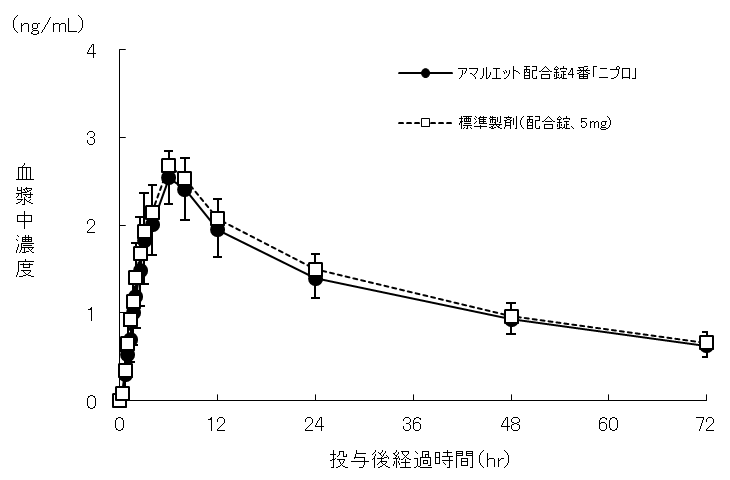 (ng/mL)
4
3
2
1
0
血漿中濃度
アマルエット配合錠4番「ニプロ」
標準製剤(配合錠、5mg)
0 12 24 36 48 60 72
投与後経過時間(hr)